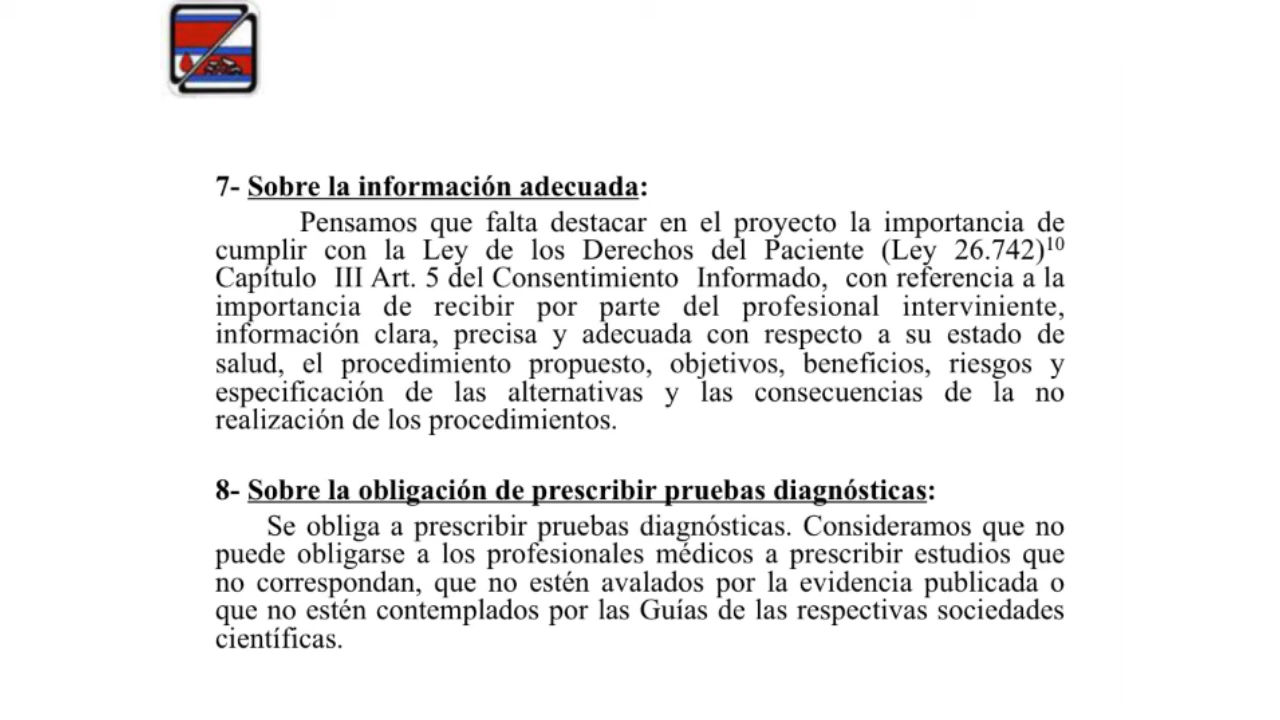 7- Sobre la información adecuada:
Pensamos que falta destacar en el proyecto la importancia de
cumplir con la Ley de los Derechos del Paciente (Ley 26.742)¹⁰
Capítulo III Art. 5 del Consentimiento Informado, con referencia a la
importancia de recibir por parte del profesional interviniente,
información clara, precisa y adecuada con respecto a su estado de
salud, el procedimiento propuesto, objetivos, beneficios, riesgos y
especificación de las alternativas y las consecuencias de la no
realización de los procedimientos.
8- Sobre la obligación de prescribir pruebas diagnósticas:
Se obliga a prescribir pruebas diagnósticas. Consideramos que no
puede obligarse a los profesionales médicos a prescribir estudios que
no correspondan, que no estén avalados por la evidencia publicada o
que no estén contemplados por las Guías de las respectivas sociedades
científicas.